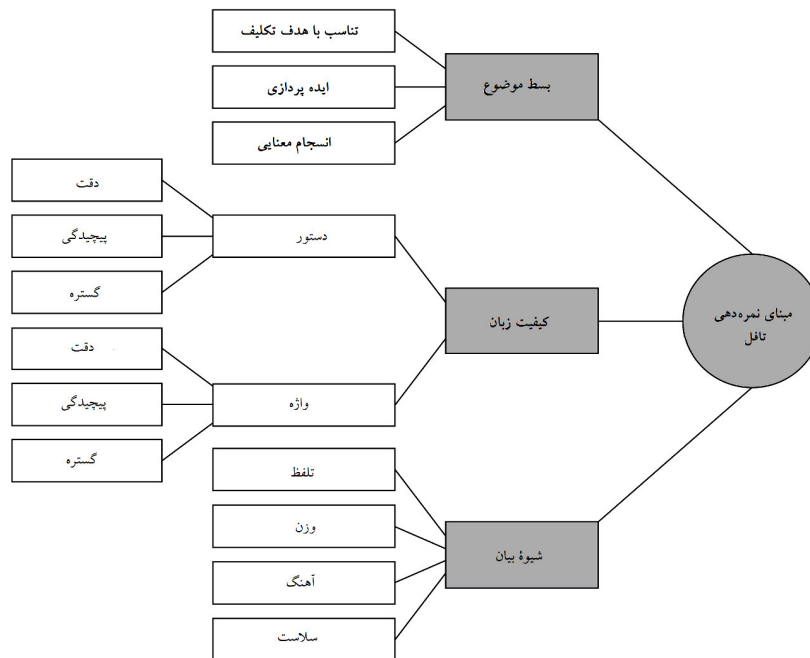 مبنای نمره‌دهی
تافل
بسط موضوع
تناسب با هدف تکلیف
ایده پردازی
انسجام معنایی
کیفیت زبان
دستور
دقت
پیچیدگی
گستره
واژه
دقت
پیچیدگی
گستره
شیوهٔ بیان
تلفظ
وزن
آهنگ
سلاست